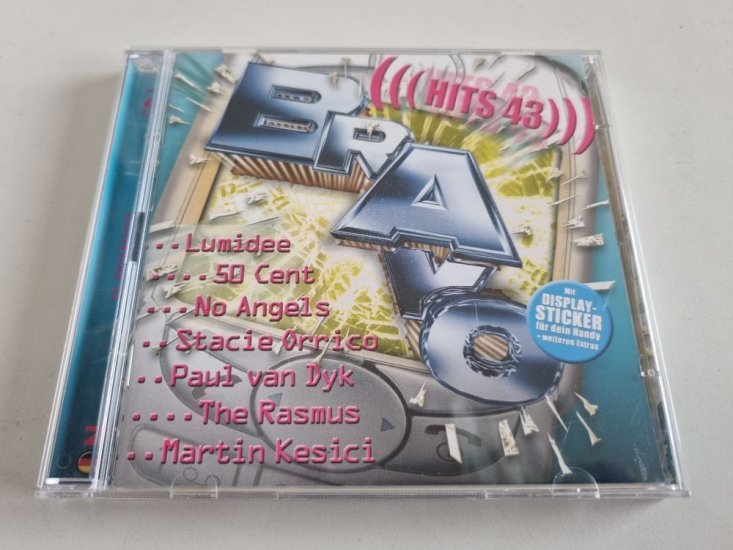 (((HITS 43)))
BRAVO
..Lumidee
....50 Cent
...No Angels
..Stacie Orrico
..Paul van Dyk
.....The Rasmus
..Martin Kesici
Mit
DISPLAY-
STICKER
für dein Handy
+ weiteren Extras